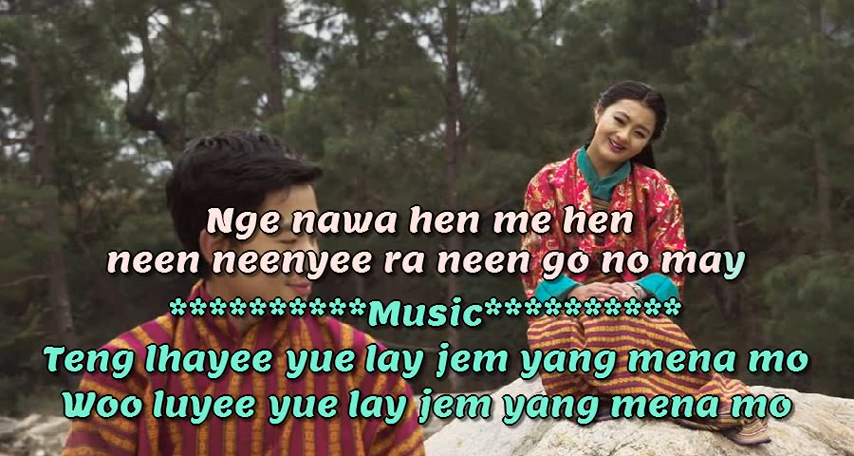 Nge nawa hen me hen
neen neenyee ra neen go no may
**********Music**********
Teng lhayee yue lay jem yang mena mo
Woo luyee yue lay jem yang mena mo